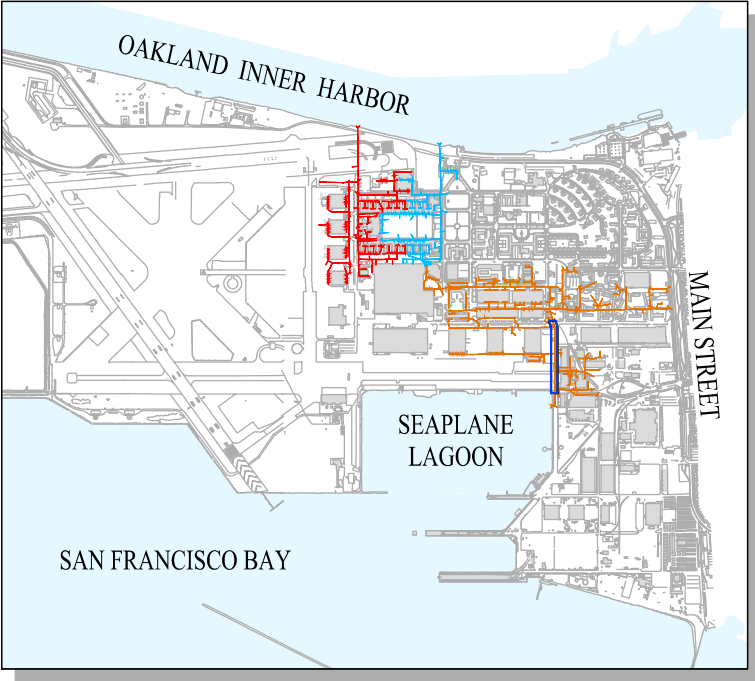 OAKLAND INNER HARBOR
MAIN STREET
SEAPLANE
LAGOON
SAN FRANCISCO BAY